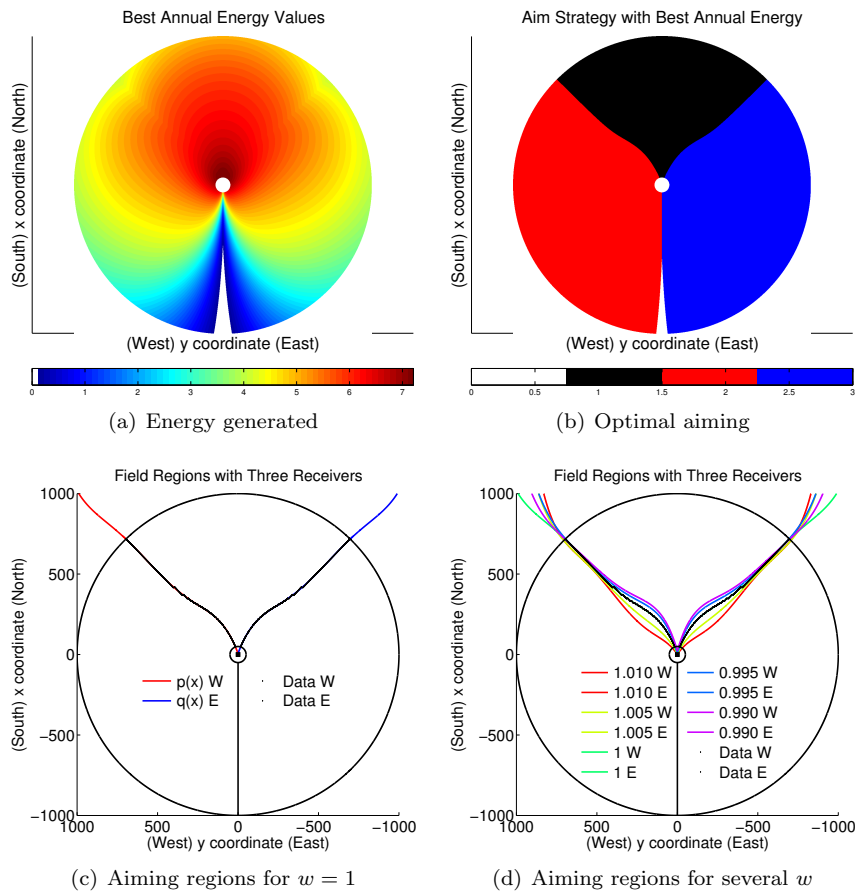 Best Annual Energy Values
(South) x coordinate (North)
(West) y coordinate (East)
0 1 2 3 4 5 6 7
(a) Energy generated
Aim Strategy with Best Annual Energy
(South) x coordinate (North)
(West) y coordinate (East)
0 0.5 1 1.5 2 2.5 3
(b) Optimal aiming
Field Regions with Three Receivers
(South) x coordinate (North)
1000
500
0
−500
−1000
p(x) W
q(x) E
Data W
Data E
1000 500 0 −500 −1000
(West) y coordinate (East)
(c) Aiming regions for w = 1
Field Regions with Three Receivers
(South) x coordinate (North)
1000
500
0
−500
−1000
1.010 W
1.010 E
1.005 W
1.005 E
1 W
1 E
0.995 W
0.995 E
0.990 W
0.990 E
Data W
Data E
1000 500 0 −500 −1000
(West) y coordinate (East)
(d) Aiming regions for several w